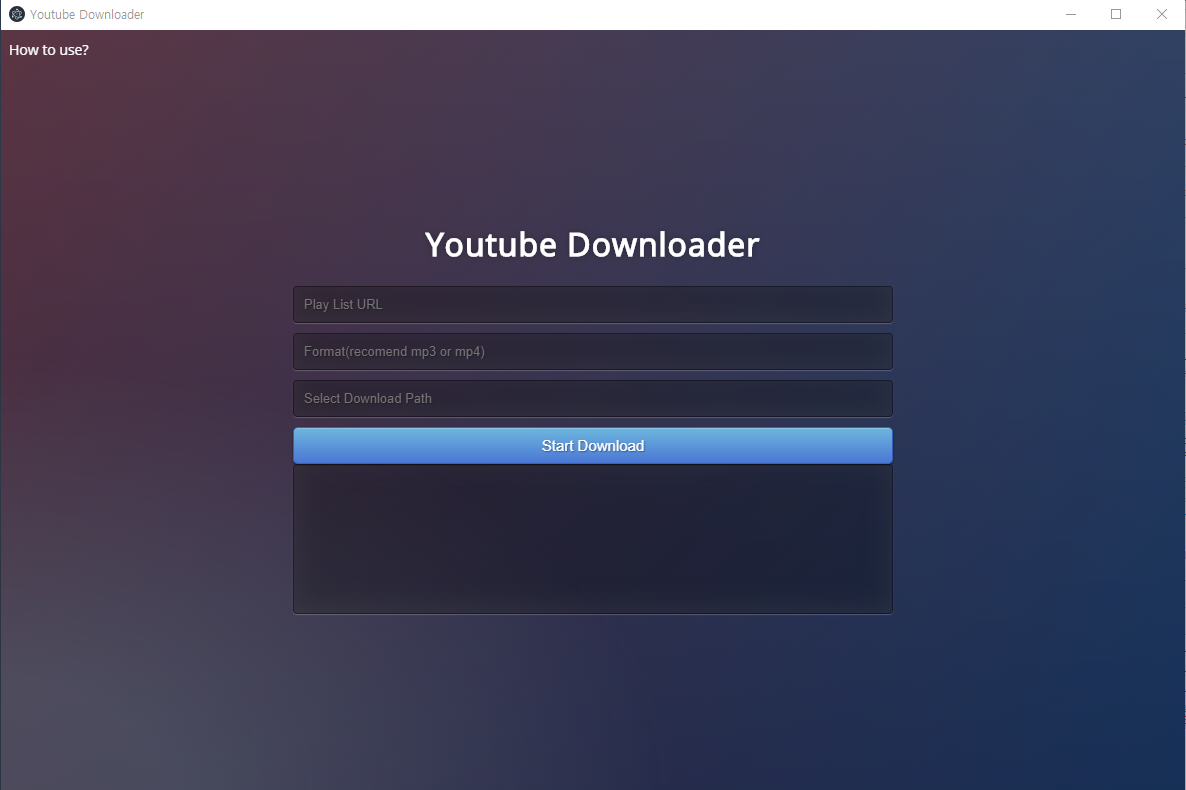 Youtube Downloader
How to use?
Youtube Downloader
Play List URL
Format(recomend mp3 or mp4)
Select Download Path
Start Download